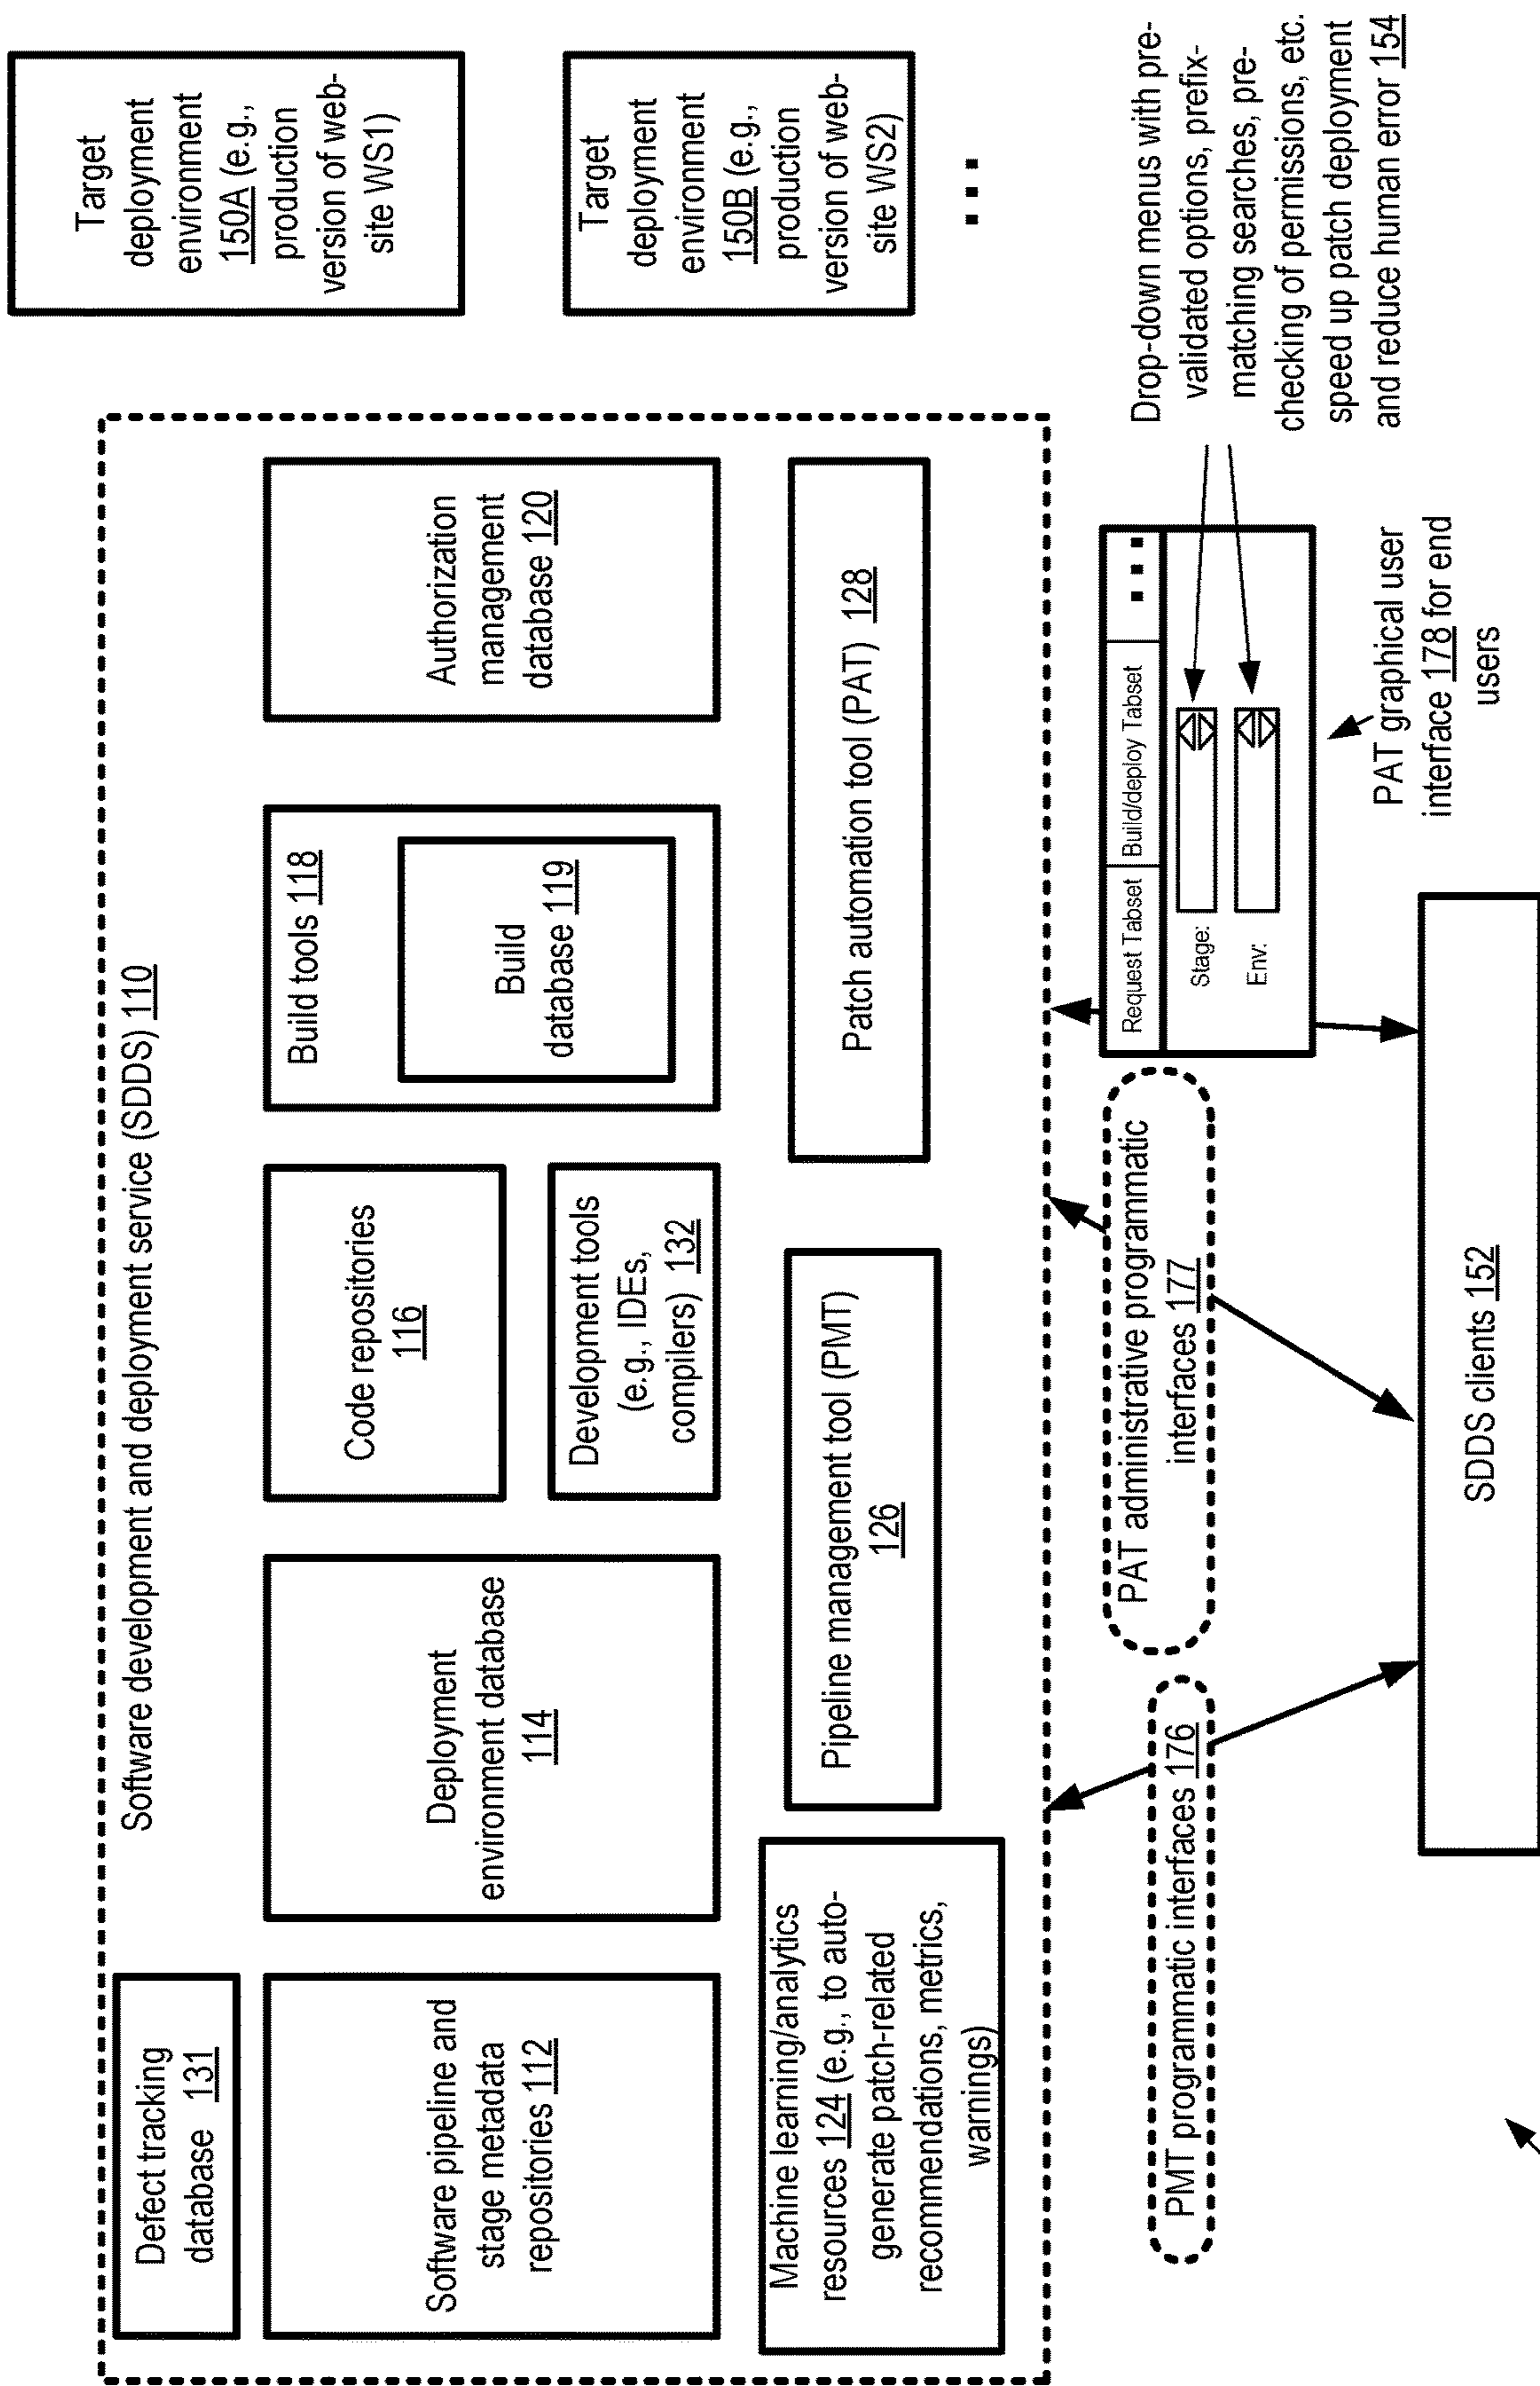 Software development and deployment service (SDDS) 110
Defect tracking
database 131
Software pipeline and
stage metadata
repositories 112
Deployment
environment database
114
Code repositories
116
Development tools
(e.g., IDEs,
compilers) 132
Build tools 118
Build
database 119
Authorization
management
database 120
Machine learning/analytics
resources 124 (e.g., to auto-
generate patch-related
recommendations, metrics,
warnings)
Pipeline management tool (PMT)
126
Patch automation tool (PAT) 128
Target
deployment
environment
150A (e.g.,
production
version of web-
site WS1)
Target
deployment
environment
150B (e.g.,
production
version of web-
site WS2)
PMT programmatic interfaces 176
PAT administrative programmatic
interfaces 177
Request Tabset
Build/deploy Tabset
Stage:
Env:
Drop-down menus with pre-
validated options, prefix-
matching searches, pre-
checking of permissions, etc.
speed up patch deployment
and reduce human error 154
PAT graphical user
interface 178 for end
users
SDDS clients 152